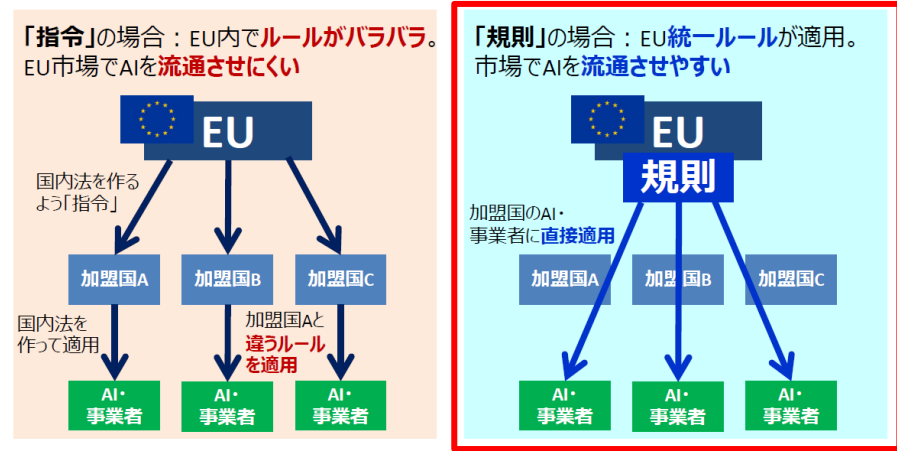 「指令」の場合：EU内でルールがバラバラ。
EU市場でAIを流通させにくい
EU
国内法を作る
よう「指令」
加盟国A
加盟国B
加盟国C
国内法を
作って適用
加盟国Aと
違うルール
を適用
AI・
事業者
AI・
事業者
AI・
事業者
「規則」の場合：EU統一ルールが適用。
市場でAIを流通させやすい
EU
規則
加盟国のAI・
事業者に直接適用
加盟国A
加盟国B
加盟国C
AI・
事業者
AI・
事業者
AI・
事業者